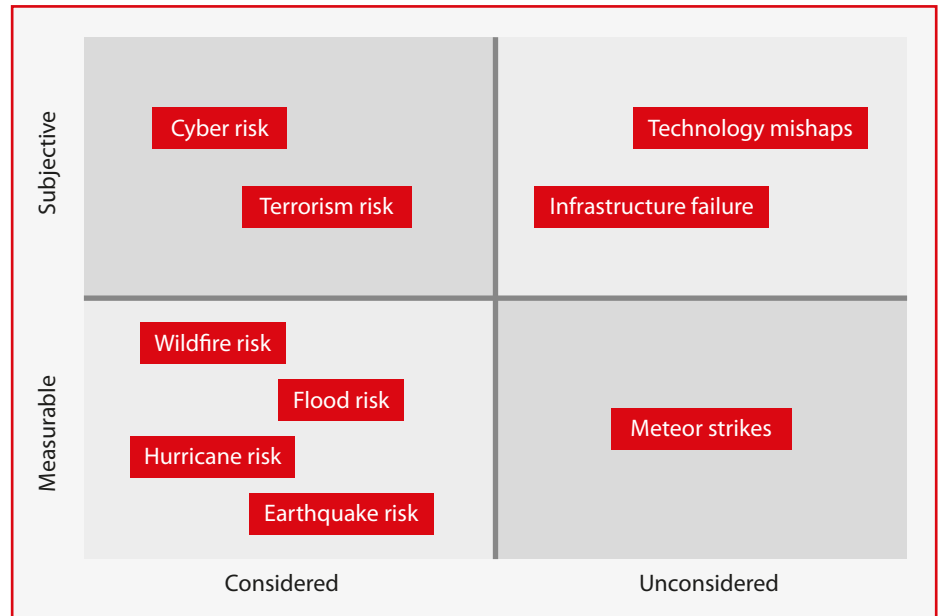 Subjective
Cyber risk
Technology mishaps
Terrorism risk
Infrastructure failure
Measurable
Wildfire risk
Flood risk
Meteor strikes
Hurricane risk
Earthquake risk
Considered
Unconsidered